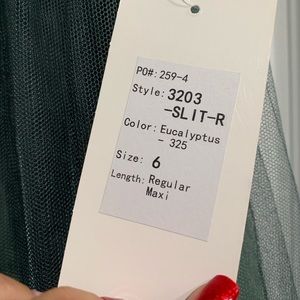 PO#: 259-4
Style: 3203
-SLIT-R
Color: Eucalyptus
- 325
Size: 6
Length: Regular
Maxi